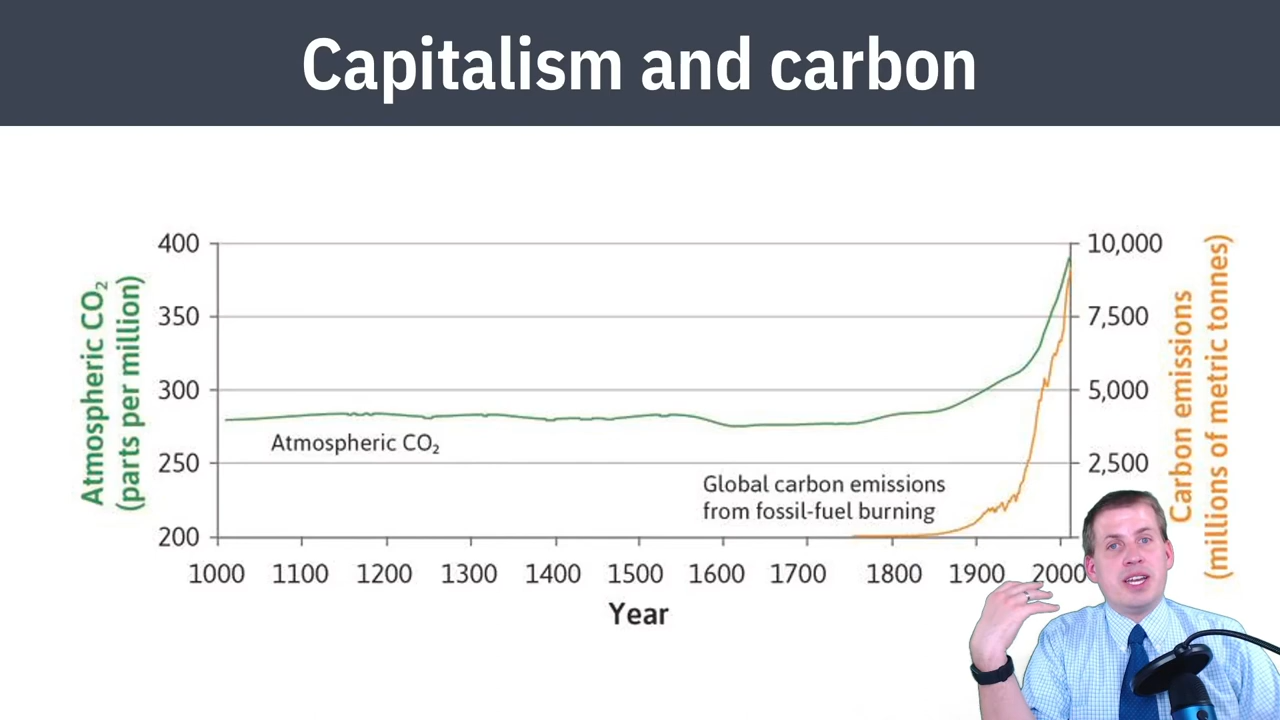 Capitalism and carbon
Atmospheric CO₂
(parts per million)
400
350
300
250
200
10,000
7,500
5,000
2,500
Carbon emissions
(millions of metric tonnes)
Atmospheric CO₂
Global carbon emissions
from fossil-fuel burning
1000 1100 1200 1300 1400 1500 1600 1700 1800 1900 2000
Year